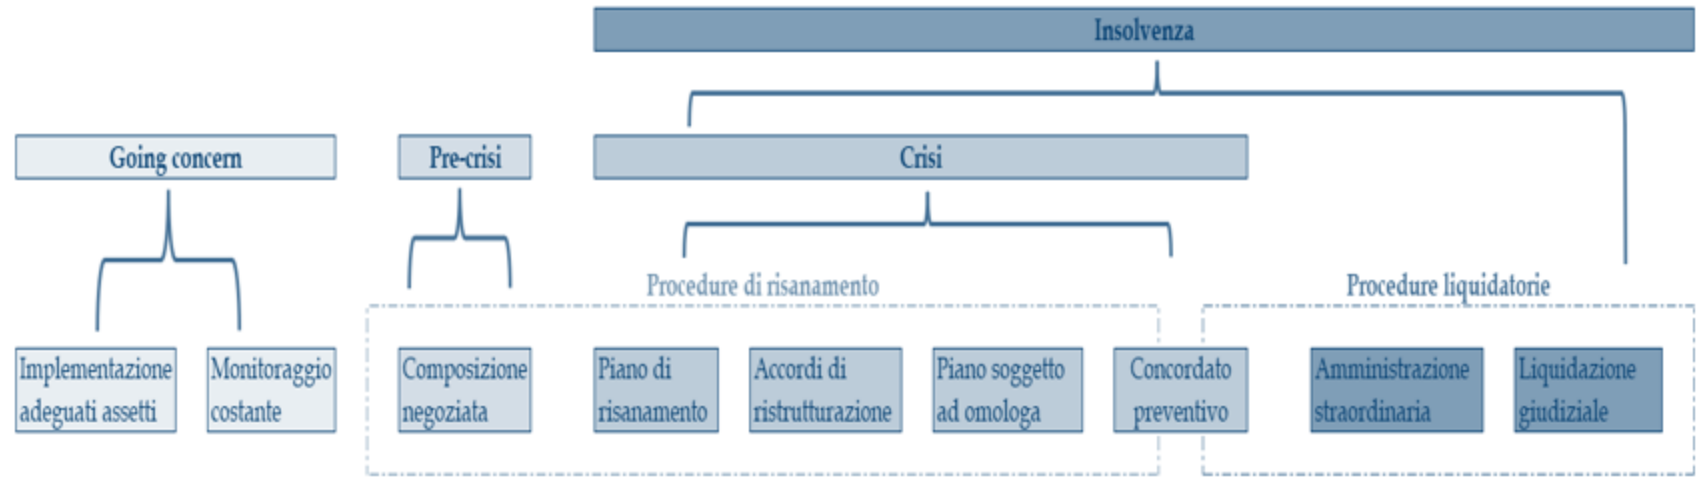 Insolvenza
Going concern
Pre-crisi
Crisi
Procedure di risanamento
Procedure liquidatorie
Implementazione
adeguati assetti
Monitoraggio
costante
Composizione
negoziata
Piano di
risanamento
Accordi di
ristrutturazione
Piano soggetto
ad omologa
Concordato
preventivo
Amministrazione
straordinaria
Liquidazione
giudiziale